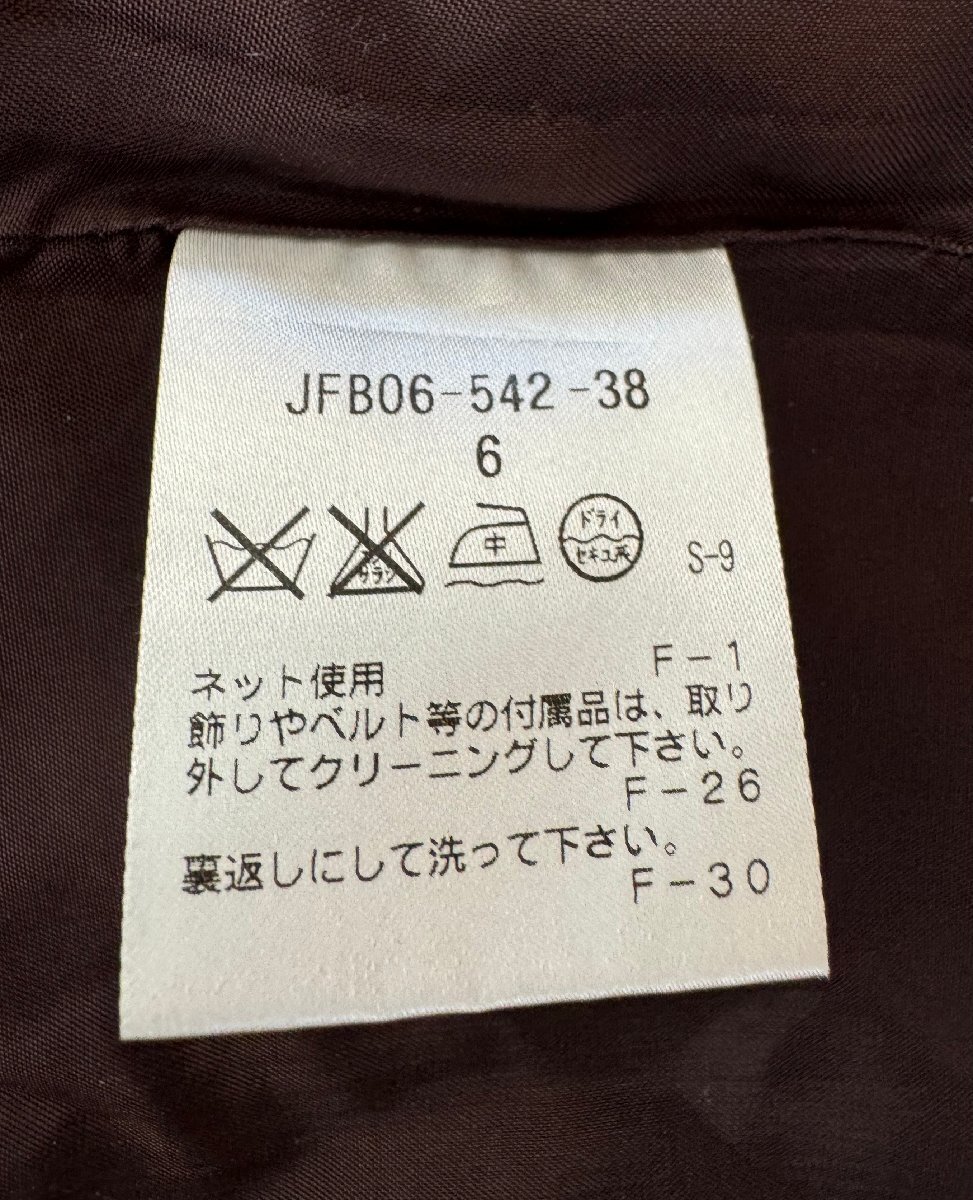 JFB06-542-38
6
サラシ
中
ドライ
セキユ系
S-9
F-1
ネット使用
飾りやベルト等の付属品は、取り
外してクリーニングして下さい。
F-26
裏返しにして洗って下さい。
F-30